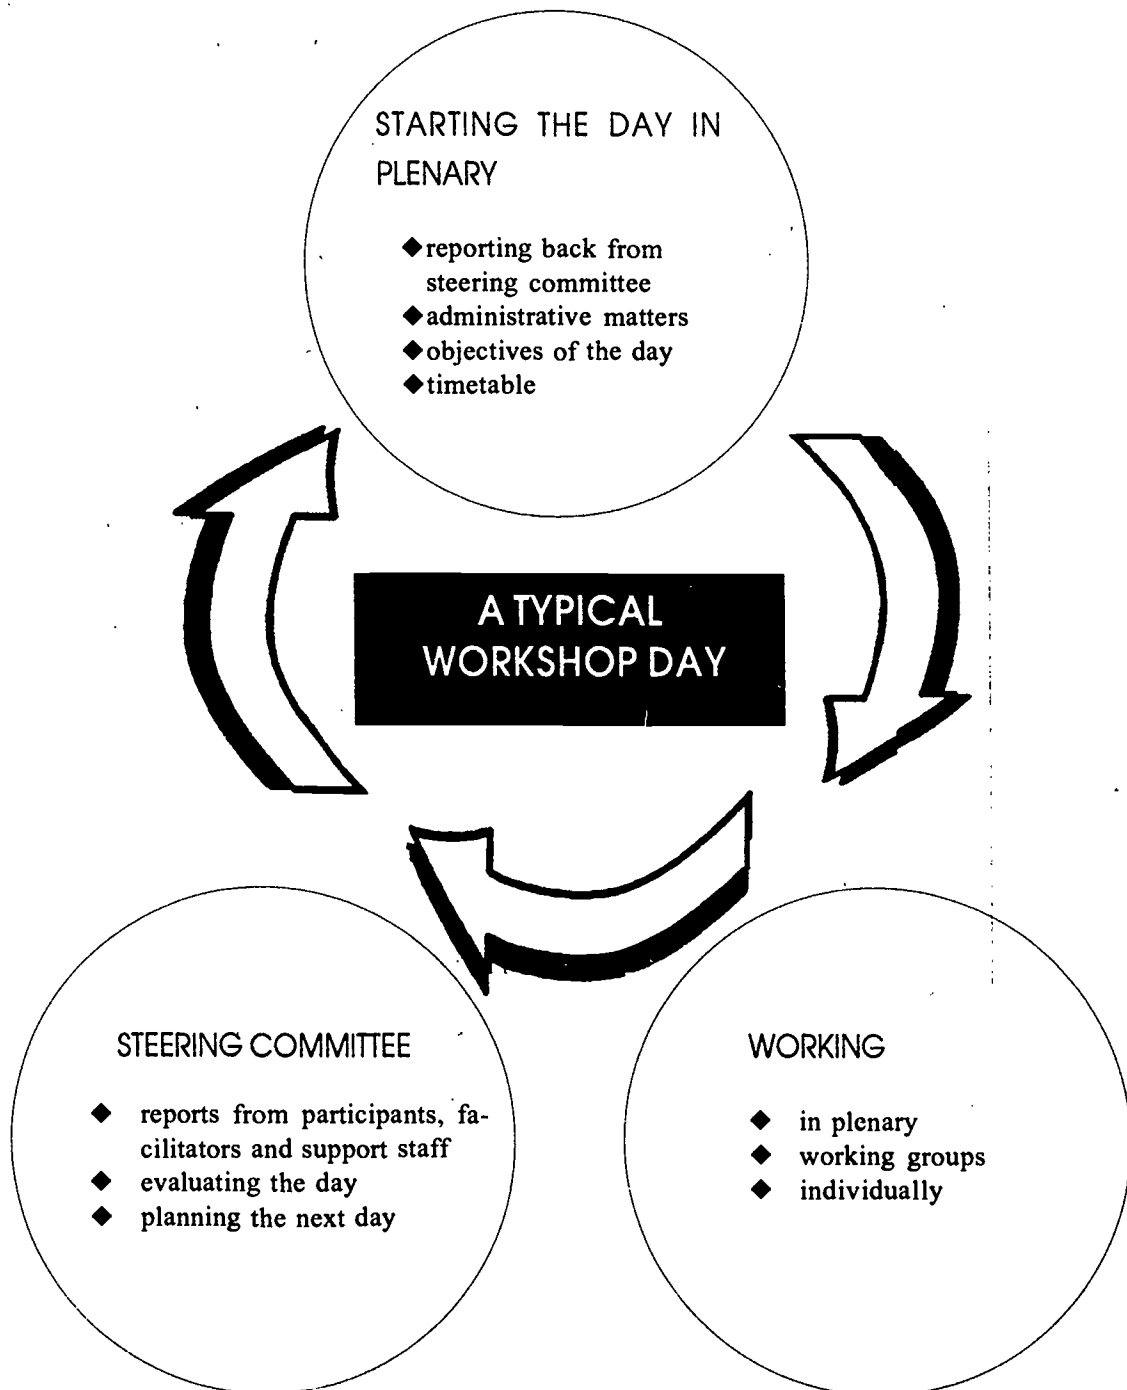 STARTING THE DAY IN
PLENARY
◆reporting back from
steering committee
◆administrative matters
◆objectives of the day
◆timetable
A TYPICAL
WORKSHOP DAY
STEERING COMMITTEE
◆ reports from participants, fa-
cilitators and support staff
◆ evaluating the day
◆ planning the next day
WORKING
◆ in plenary
◆ working groups
◆ individually